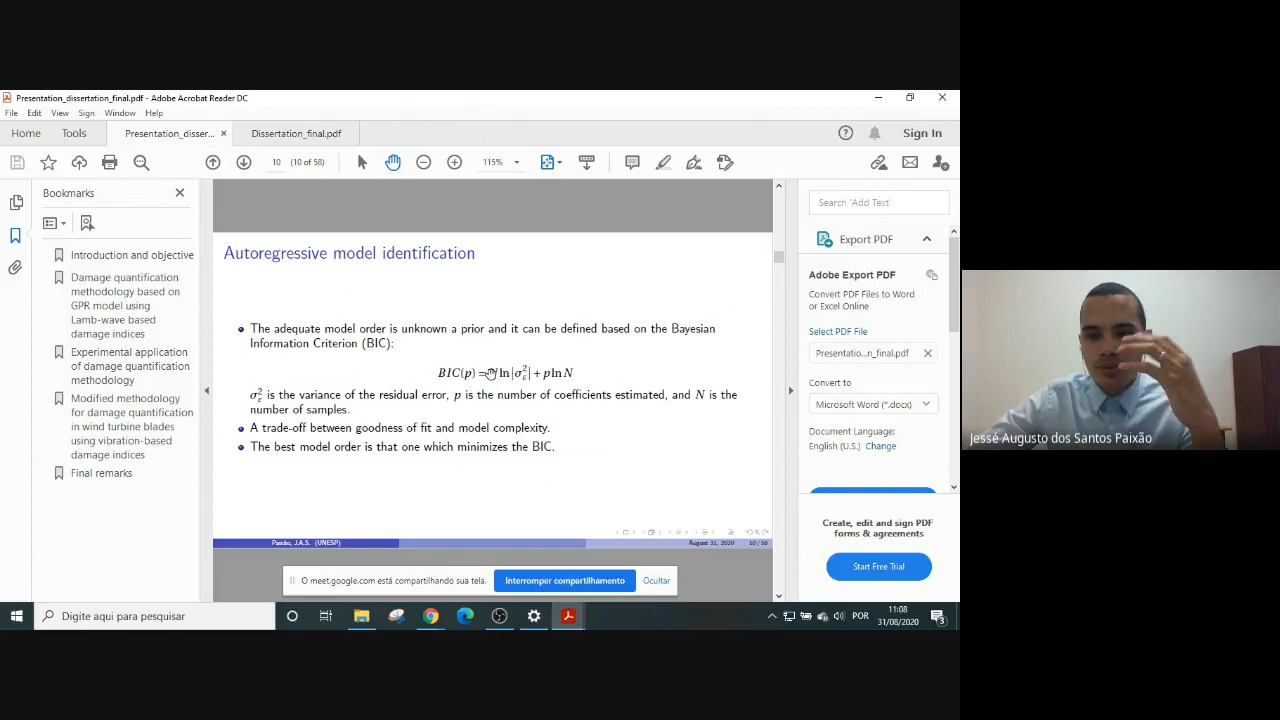 Presentation_dissertation_final.pdf - Adobe Acrobat Reader DC
File Edit View Sign Window Help
Home Tools Presentation_disser... × Dissertation_final.pdf Sign In
10 (10 of 58) 115%
Bookmarks
Introduction and objective
Damage quantification
methodology based on
GPR model using
Lamb-wave based
damage indices
Experimental application
of damage quantification
methodology
Modified methodology
for damage quantification
in wind turbine blades
using vibration-based
damage indices
Final remarks
Autoregressive model identification
The adequate model order is unknown a prior and it can be defined based on the Bayesian
Information Criterion (BIC):
BIC(p) = ln|σ²ₑ| + p ln N
σ²ₑ is the variance of the residual error, p is the number of coefficients estimated, and N is the
number of samples.
A trade-off between goodness of fit and model complexity.
The best model order is that one which minimizes the BIC.
Paixão, J.A.S. (UNESP) August 31, 2020 10 / 58
Search 'Add Text'
Export PDF
Adobe Export PDF
Convert PDF Files to Word
or Excel Online
Select PDF File
Presentatio...n_final.pdf
Convert to
Microsoft Word (*.docx)
Document Language:
English (U.S.) Change
Create, edit and sign PDF
forms & agreements
Start Free Trial
O meet.google.com está compartilhando sua tela. Interromper compartilhamento Ocultar
Digite aqui para pesquisar
POR
11:08
31/08/2020
3
Jessé Augusto dos Santos Paixão